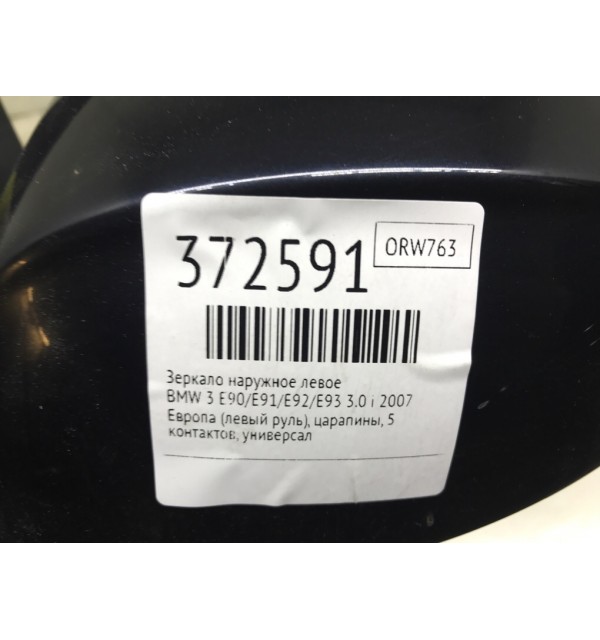 372591
ORW763
Зеркало наружное левое
BMW 3 E90/E91/E92/E93 3.0 i 2007
Европа (левый руль), царапины, 5
контактов, универсал